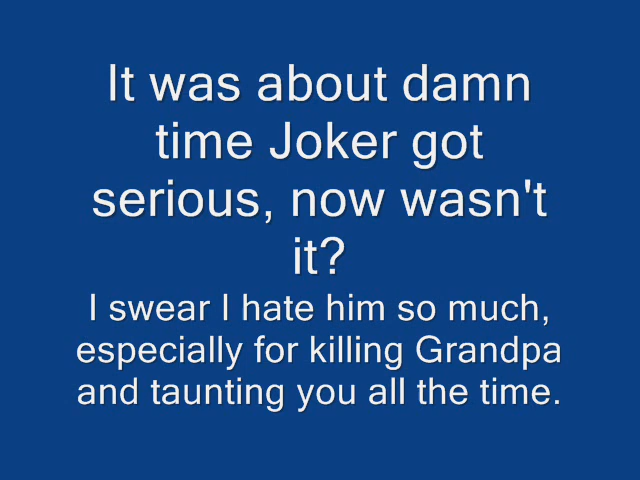 It was about damn
time Joker got
serious, now wasn't
it?
I swear I hate him so much,
especially for killing Grandpa
and taunting you all the time.